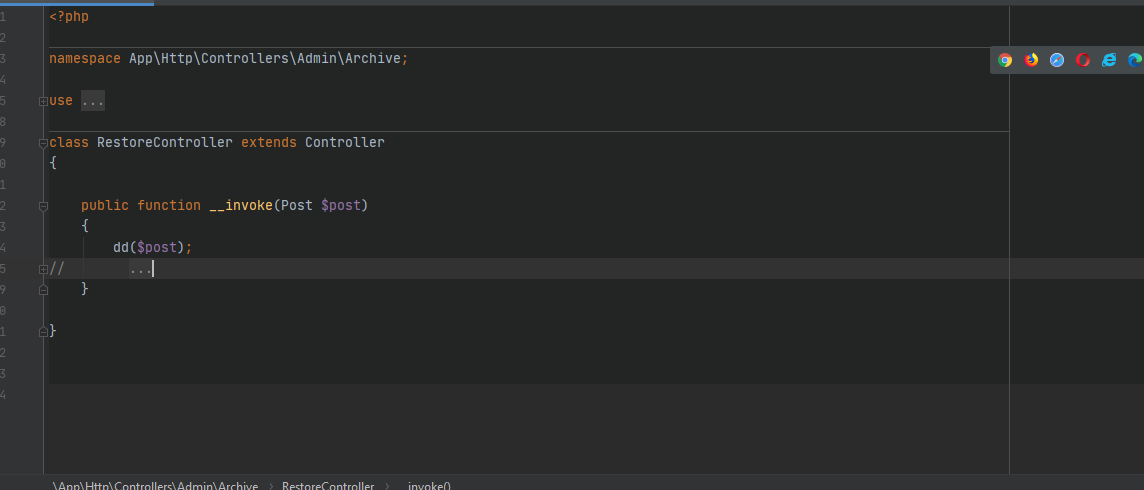 1 <?php
2
3 namespace App\Http\Controllers\Admin\Archive;
4
5 use ...
8
9 class RestoreController extends Controller
0 {
1
2 public function __invoke(Post $post)
3 {
4 dd($post);
5 // ...
9 }
0
1 }
2
3
4
\App\Http\Controllers\Admin\Archive › RestoreController › __invoke()